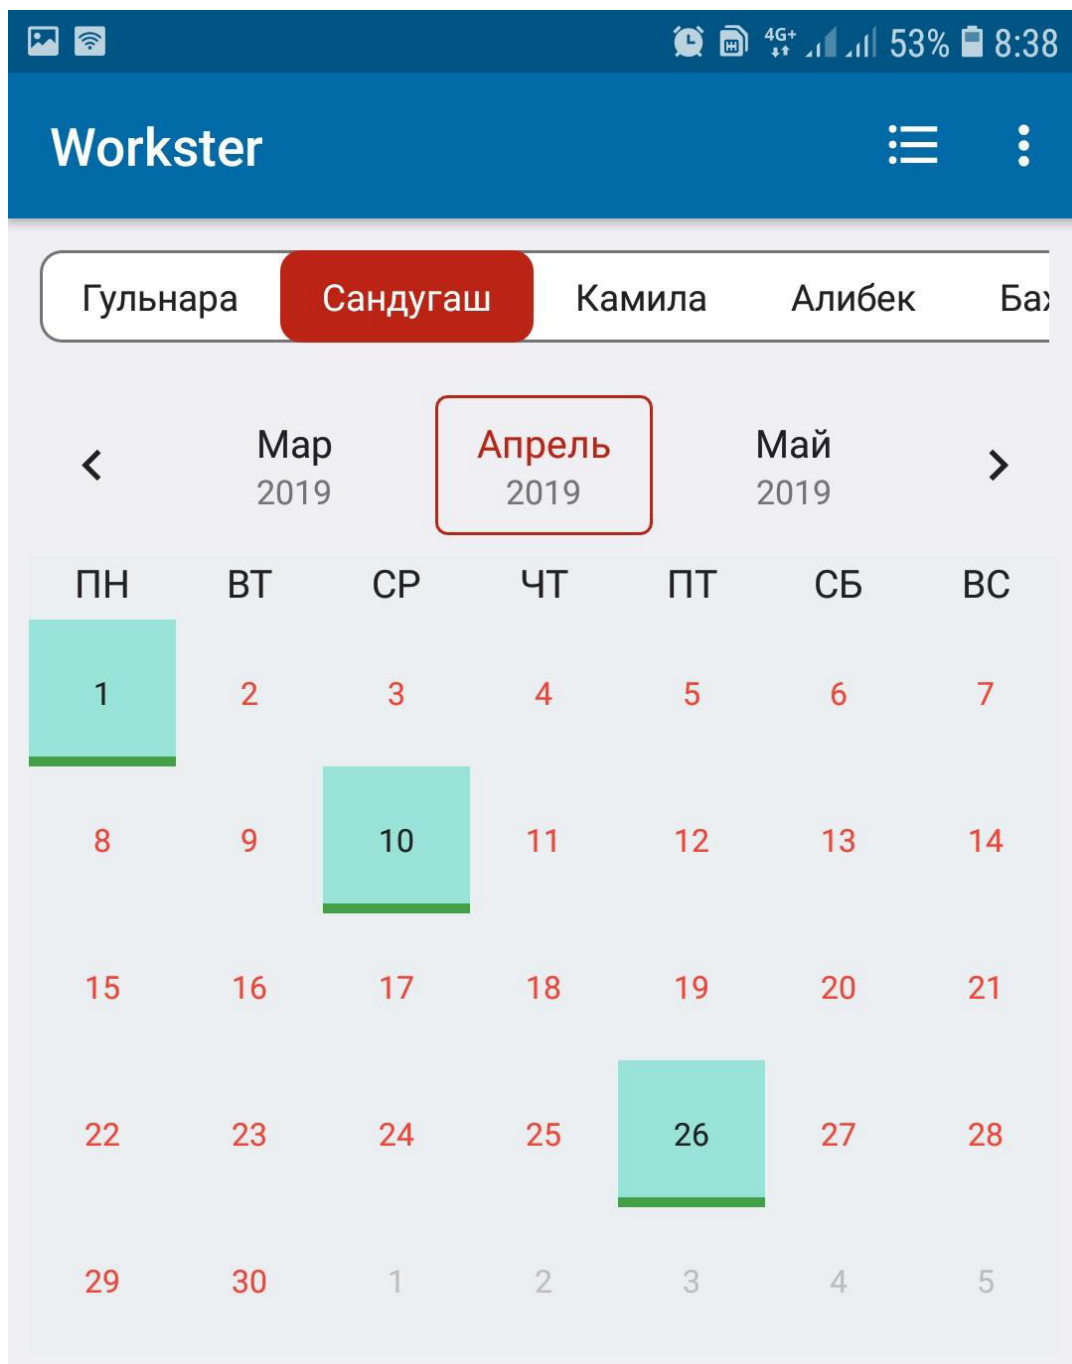 4G+ 53% 8:38
Workster
Гульнара Сандугаш Камила Алибек
Мар Апрель Май
2019 2019 2019
ПН ВТ СР ЧТ ПТ СБ ВС
1 2 3 4 5 6 7
8 9 10 11 12 13 14
15 16 17 18 19 20 21
22 23 24 25 26 27 28
29 30 1 2 3 4 5